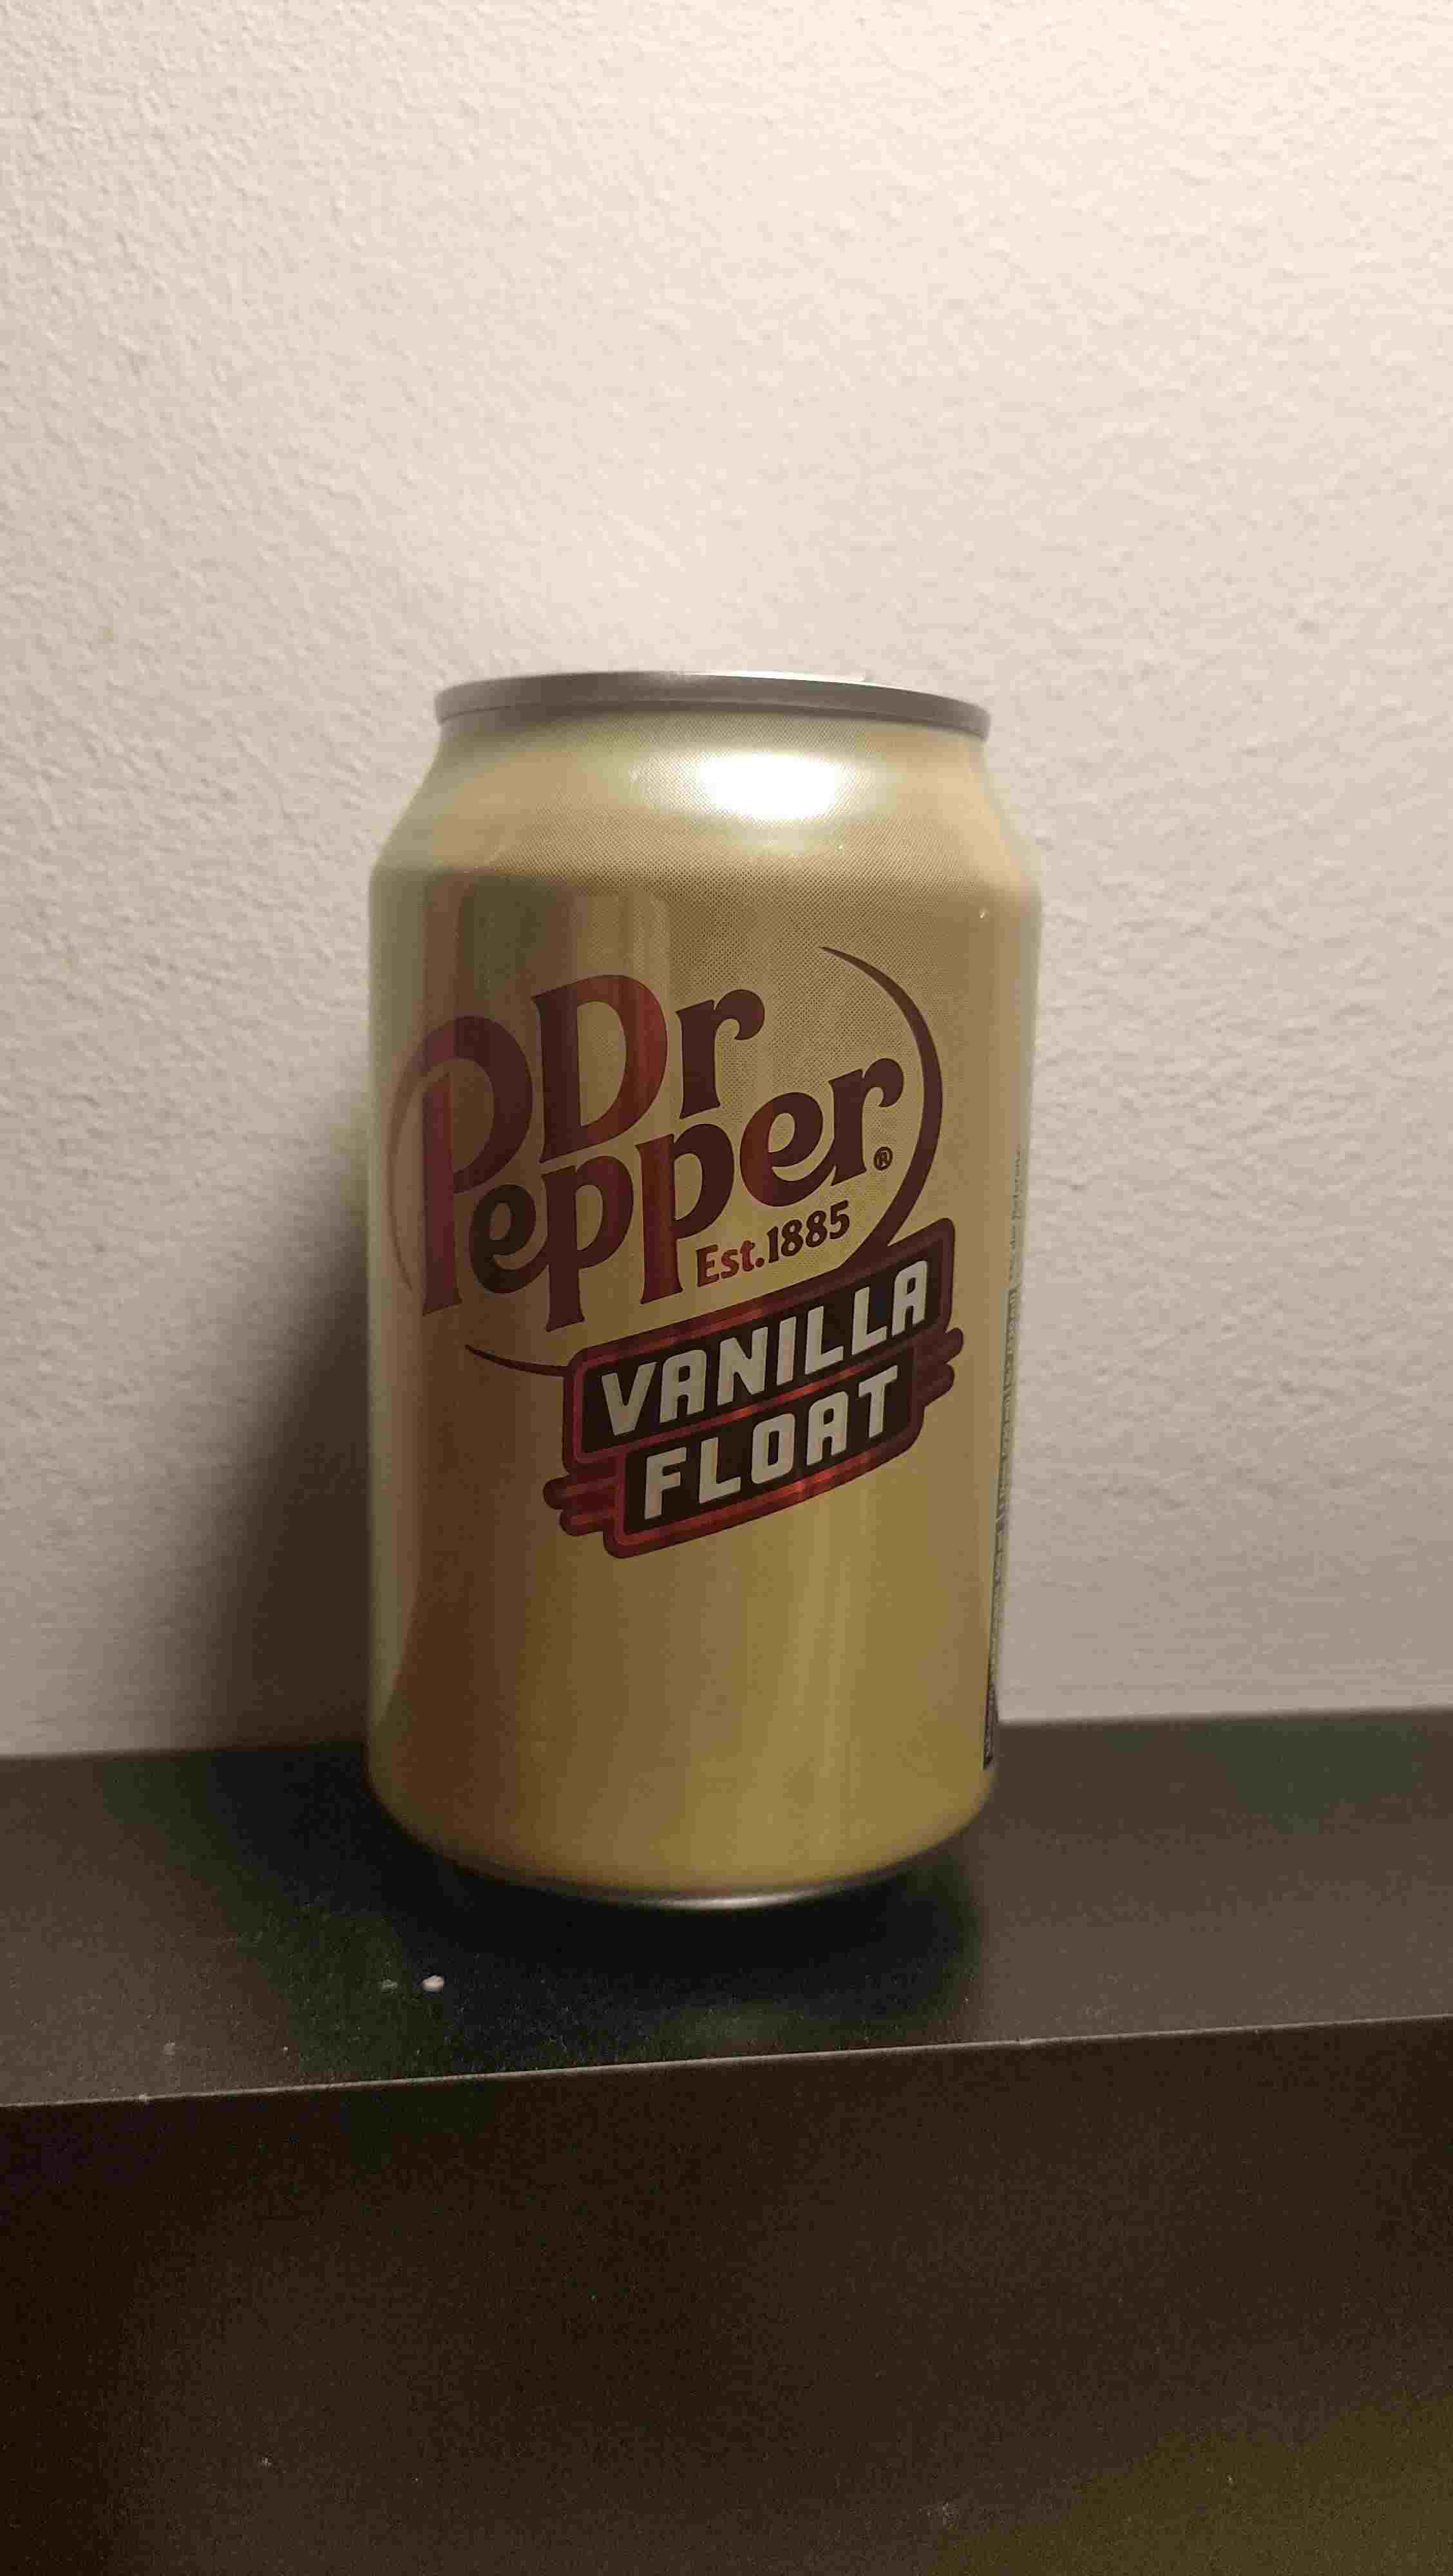 Dr
Pepper®
Est.1885
VANILLA
FLOAT